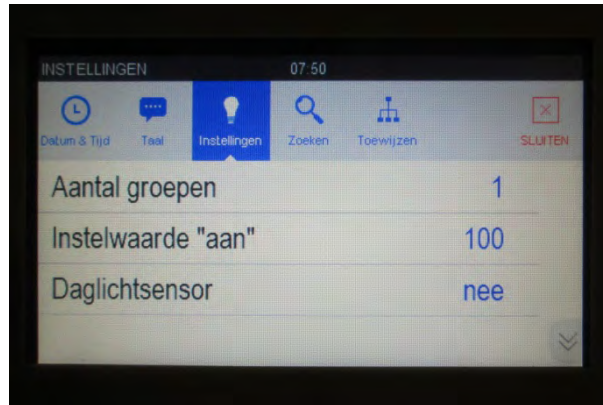 INSTELLINGEN 07:50
Datum & Tijd Taal Instellingen Zoeken Toewijzen SLUITEN
Aantal groepen 1
Instelwaarde "aan" 100
Daglichtsensor nee